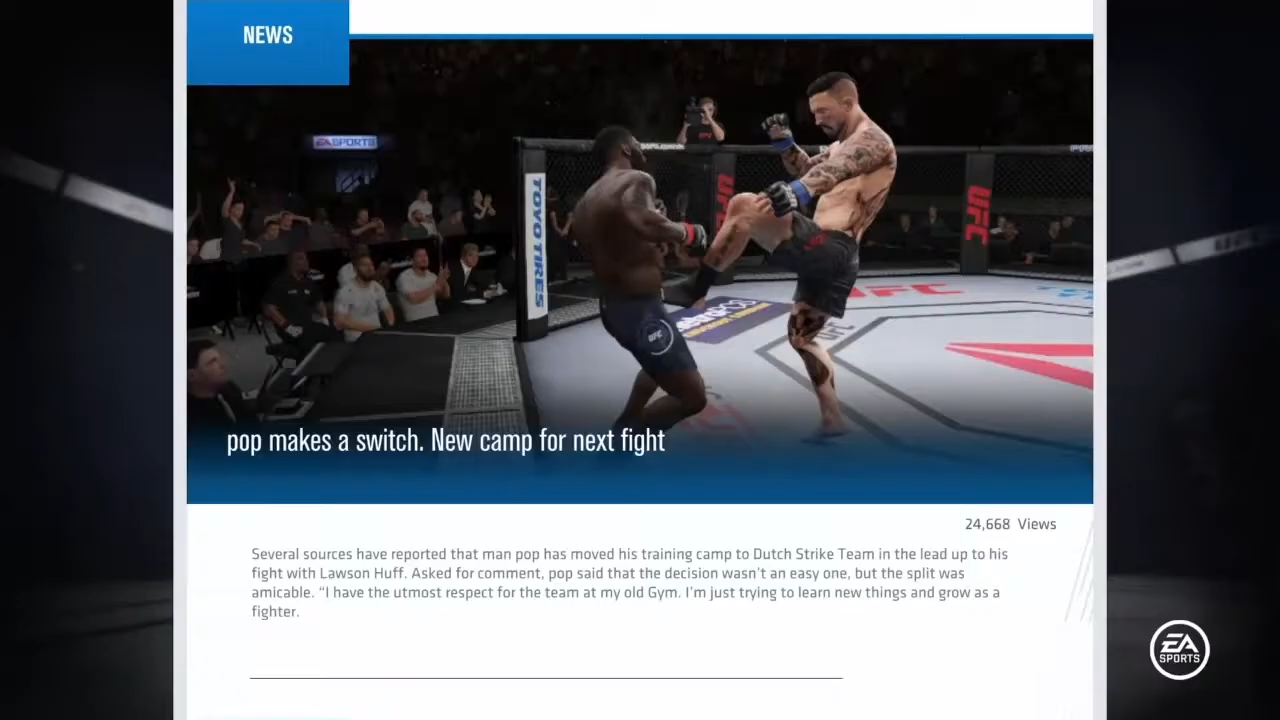 NEWS
EA SPORTS
TOYO TIRES
UFC
UFC
UFC
UFC
UFC
pop makes a switch. New camp for next fight
24,668 Views
Several sources have reported that man pop has moved his training camp to Dutch Strike Team in the lead up to his
fight with Lawson Huff. Asked for comment, pop said that the decision wasn't an easy one, but the split was
amicable. "I have the utmost respect for the team at my old Gym. I'm just trying to learn new things and grow as a
fighter.
EA
SPORTS